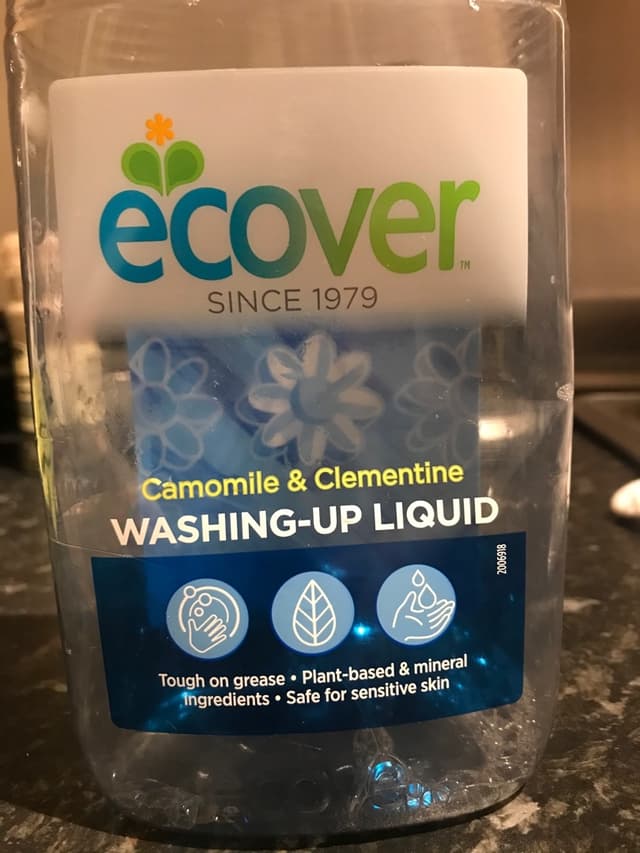 ecover™
SINCE 1979
Camomile & Clementine
WASHING-UP LIQUID
2006918
Tough on grease • Plant-based & mineral
ingredients • Safe for sensitive skin